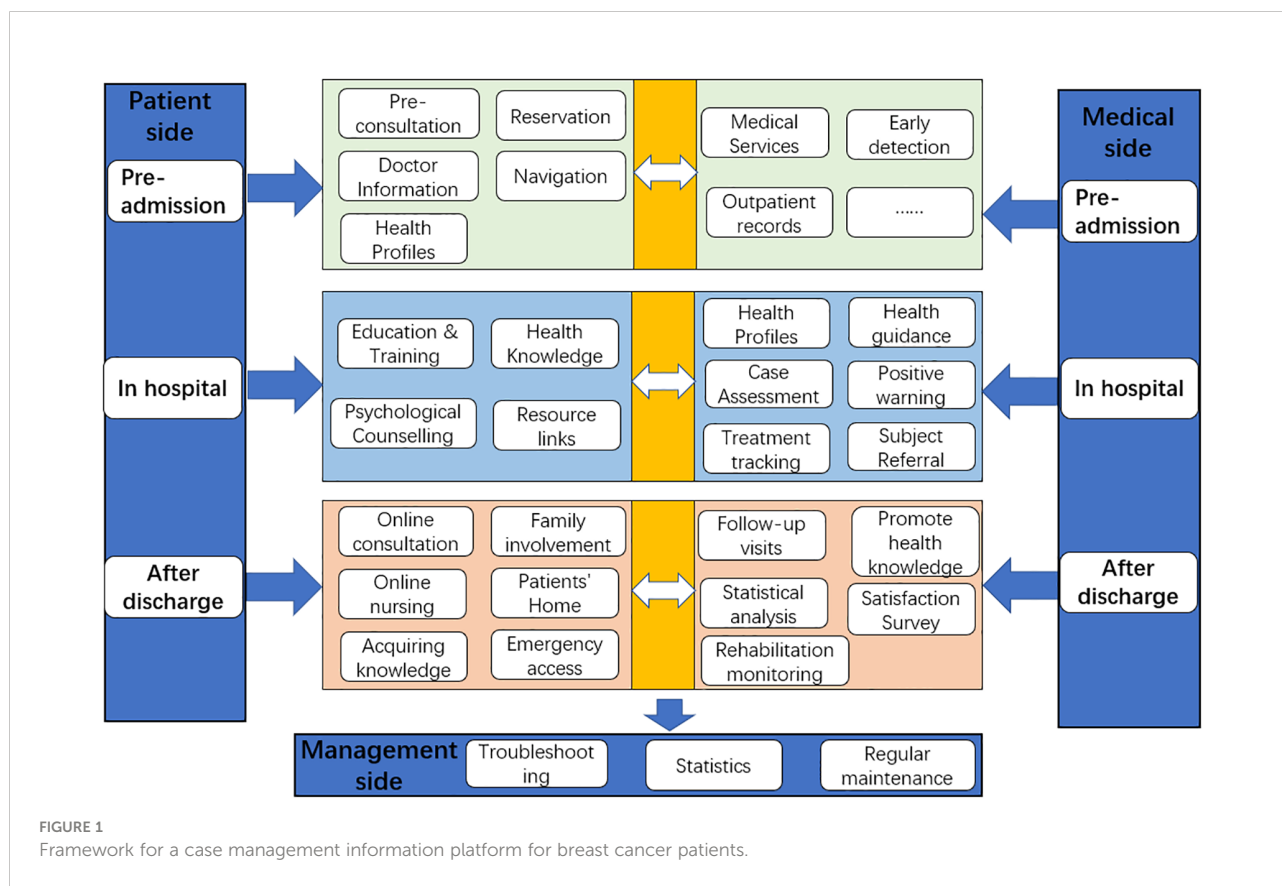 Patient
side
Pre-
admission
In hospital
After
discharge
Pre-
consultation
Reservation
Doctor
Information
Navigation
Health
Profiles
Medical
Services
Early
detection
Outpatient
records
......
Education &
Training
Health
Knowledge
Psychological
Counselling
Resource
links
Health
Profiles
Health
guidance
Case
Assessment
Positive
warning
Treatment
tracking
Subject
Referral
Online
consultation
Family
involvement
Online
nursing
Patients'
Home
Acquiring
knowledge
Emergency
access
Follow-up
visits
Promote
health
knowledge
Statistical
analysis
Satisfaction
Survey
Rehabilitation
monitoring
Medical
side
Pre-
admission
In hospital
After
discharge
Management
side
Troubleshoot
ing
Statistics
Regular
maintenance
FIGURE 1
Framework for a case management information platform for breast cancer patients.